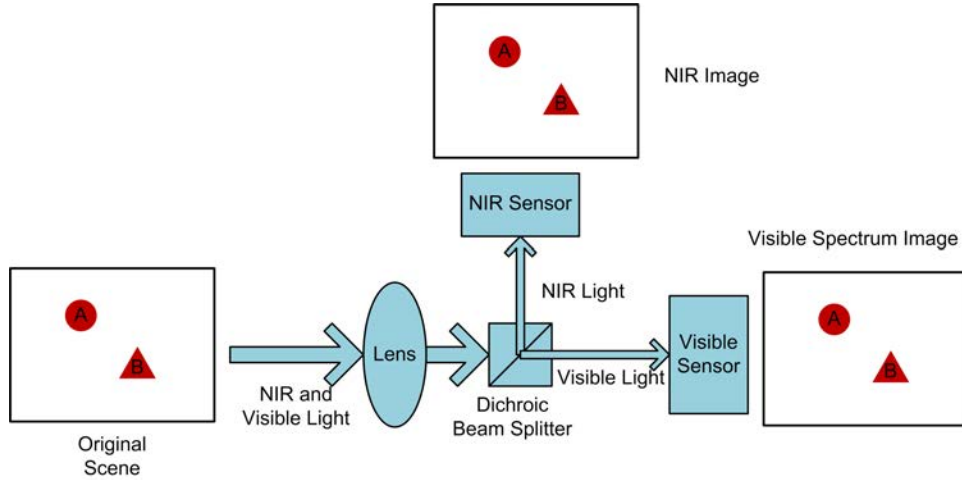 A
B
NIR Image
NIR Sensor
Visible Spectrum Image
NIR Light
A
B
Lens
Visible
Sensor
A
B
Visible Light
NIR and
Visible Light
Dichroic
Beam Splitter
Original
Scene